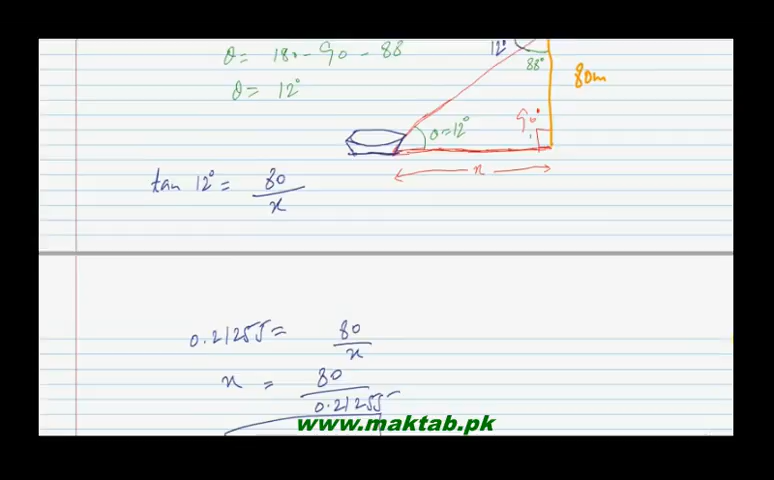 θ = 180 - 90 - 88
12°
88°
80m
θ = 12°
90°
θ=12°
x
tan 12° = 80/x
0.21255 = 80/x
x = 80/0.21255
www.maktab.pk